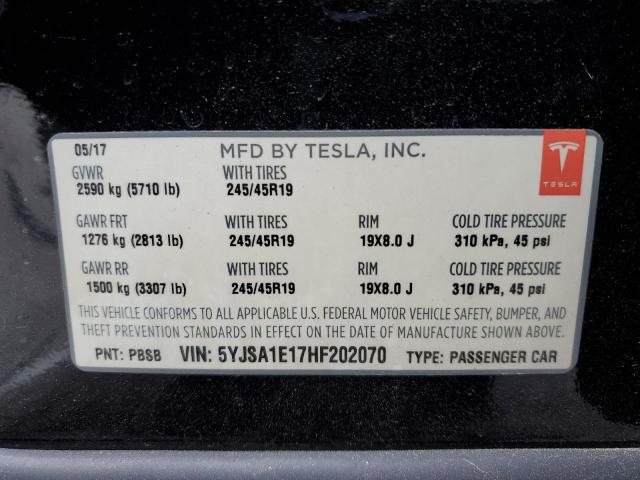 05/17 MFD BY TESLA, INC.
TESLA
GVWR WITH TIRES
2590 kg (5710 lb) 245/45R19
GAWR FRT WITH TIRES RIM COLD TIRE PRESSURE
1276 kg (2813 lb) 245/45R19 19X8.0 J 310 kPa, 45 psi
GAWR RR WITH TIRES RIM COLD TIRE PRESSURE
1500 kg (3307 lb) 245/45R19 19X8.0 J 310 kPa, 45 psi
THIS VEHICLE CONFORMS TO ALL APPLICABLE U.S. FEDERAL MOTOR VEHICLE SAFETY, BUMPER, AND
THEFT PREVENTION STANDARDS IN EFFECT ON THE DATE OF MANUFACTURE SHOWN ABOVE.
PNT: PBSB VIN: 5YJSA1E17HF202070 TYPE: PASSENGER CAR